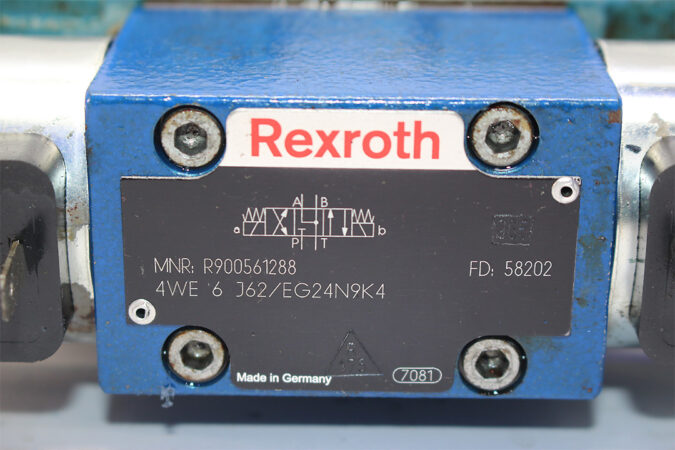 Rexroth
A B
a b
P T
MNR: R900561288
FD: 58202
4WE 6 J62/EG24N9K4
Made in Germany
7081